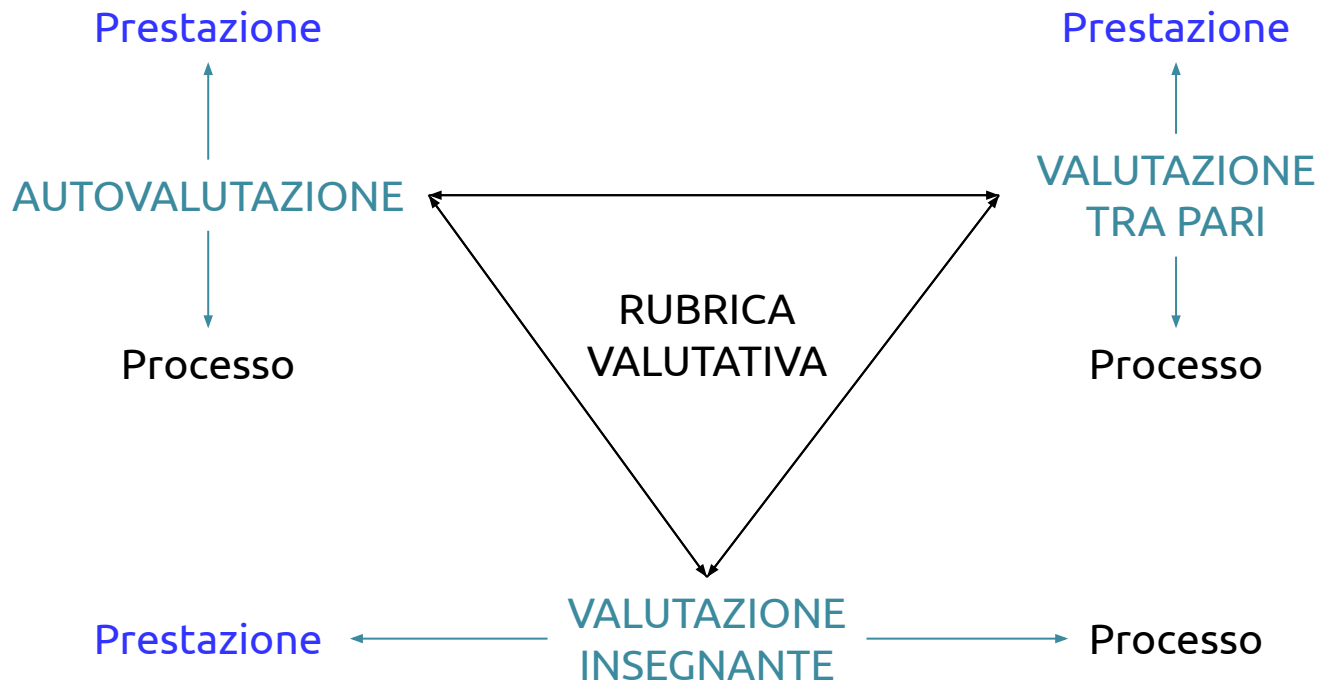 Prestazione
Prestazione
AUTOVALUTAZIONE
VALUTAZIONE
TRA PARI
RUBRICA
VALUTATIVA
Processo
Processo
Prestazione
VALUTAZIONE
INSEGNANTE
Processo